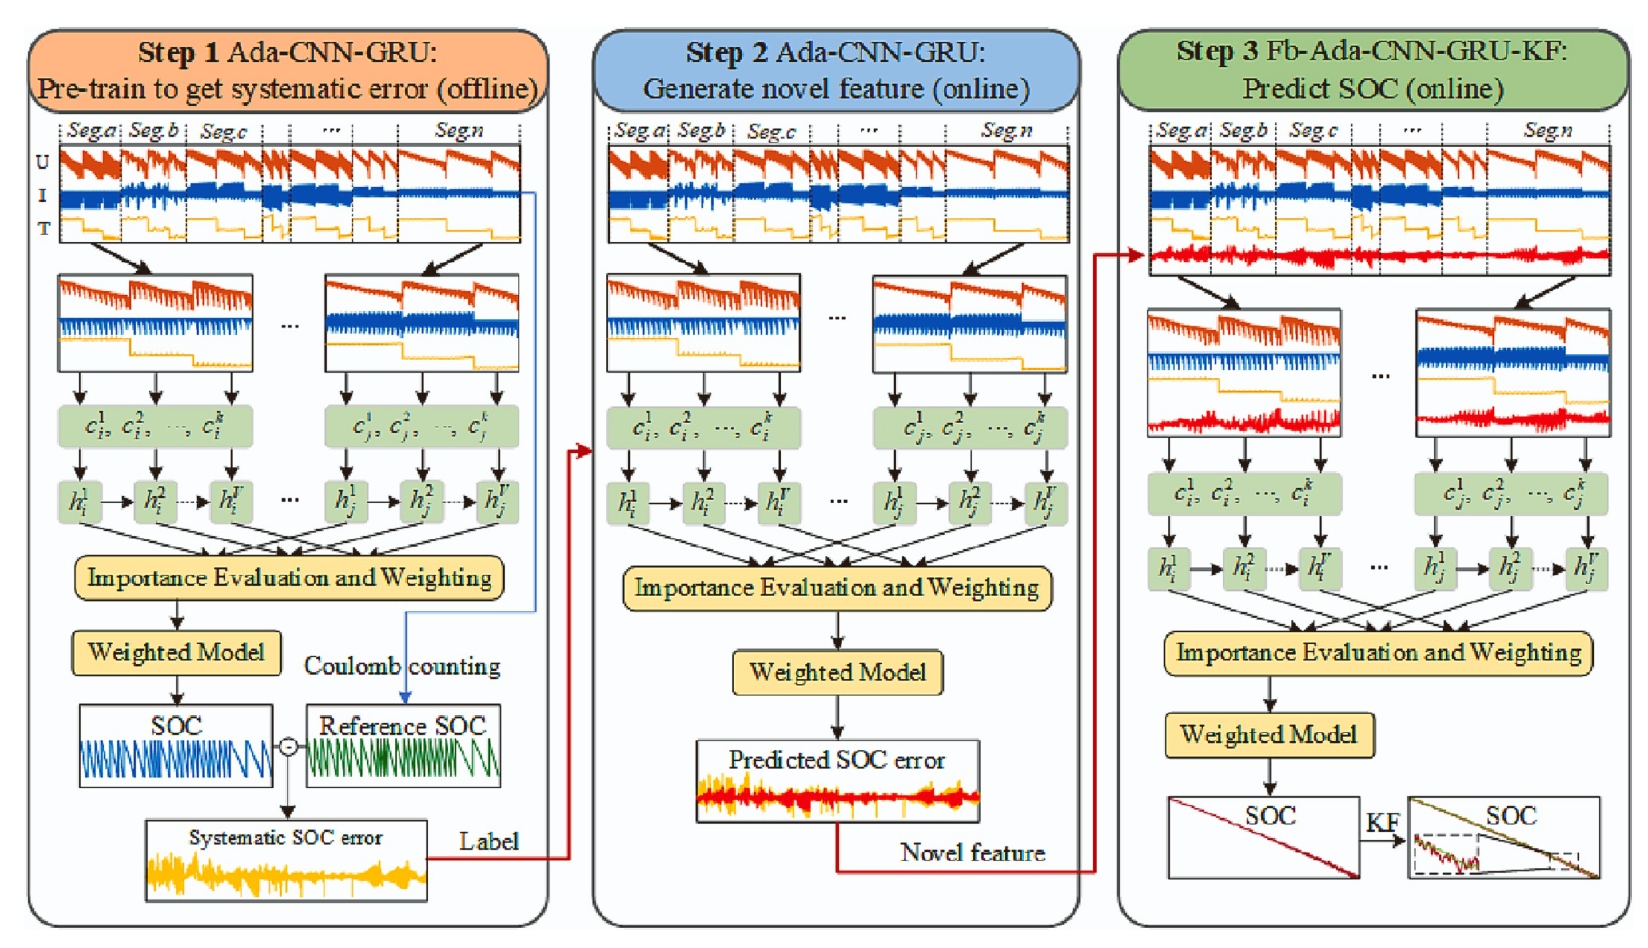 Step 1 Ada-CNN-GRU:
Pre-train to get systematic error (offline)
Seg.a Seg.b Seg.c ... Seg.n
U
I
T
...
c_i^1, c_i^2, ..., c_i^k
c_j^1, c_j^2, ..., c_j^k
h_i^1 h_i^2 h_i^V ... h_j^1 h_j^2 h_j^V
Importance Evaluation and Weighting
Weighted Model
Coulomb counting
SOC
-
Reference SOC
Systematic SOC error
Label
Step 2 Ada-CNN-GRU:
Generate novel feature (online)
Seg.a Seg.b Seg.c ... Seg.n
...
c_i^1, c_i^2, ..., c_i^k
c_j^1, c_j^2, ..., c_j^k
h_i^1 h_i^2 h_i^V ... h_j^1 h_j^2 h_j^V
Importance Evaluation and Weighting
Weighted Model
Predicted SOC error
Novel feature
Step 3 Fb-Ada-CNN-GRU-KF:
Predict SOC (online)
Seg.a Seg.b Seg.c ... Seg.n
...
c_i^1, c_i^2, ..., c_i^k
c_j^1, c_j^2, ..., c_j^k
h_i^1 h_i^2 h_i^V ... h_j^1 h_j^2 h_j^V
Importance Evaluation and Weighting
Weighted Model
SOC
KF
SOC